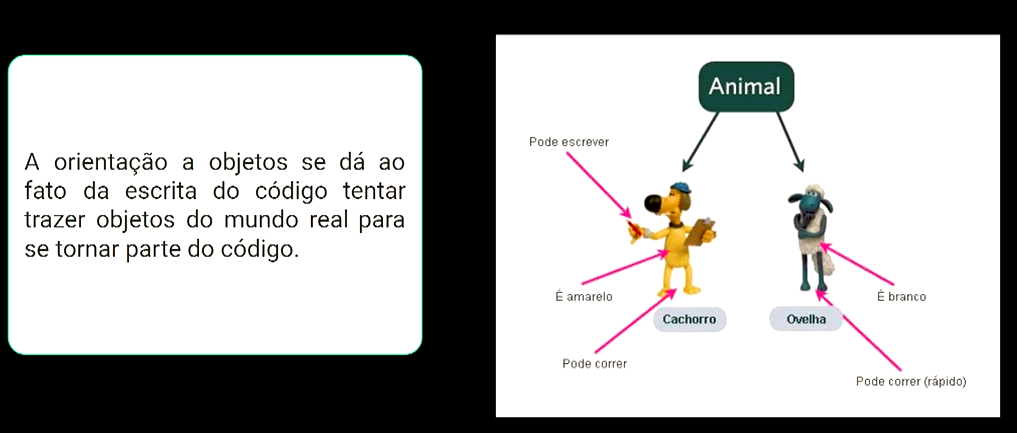 A orientação a objetos se dá ao
fato da escrita do código tentar
trazer objetos do mundo real para
se tornar parte do código.
Animal
Pode escrever
É amarelo
É branco
Cachorro
Ovelha
Pode correr
Pode correr (rápido)